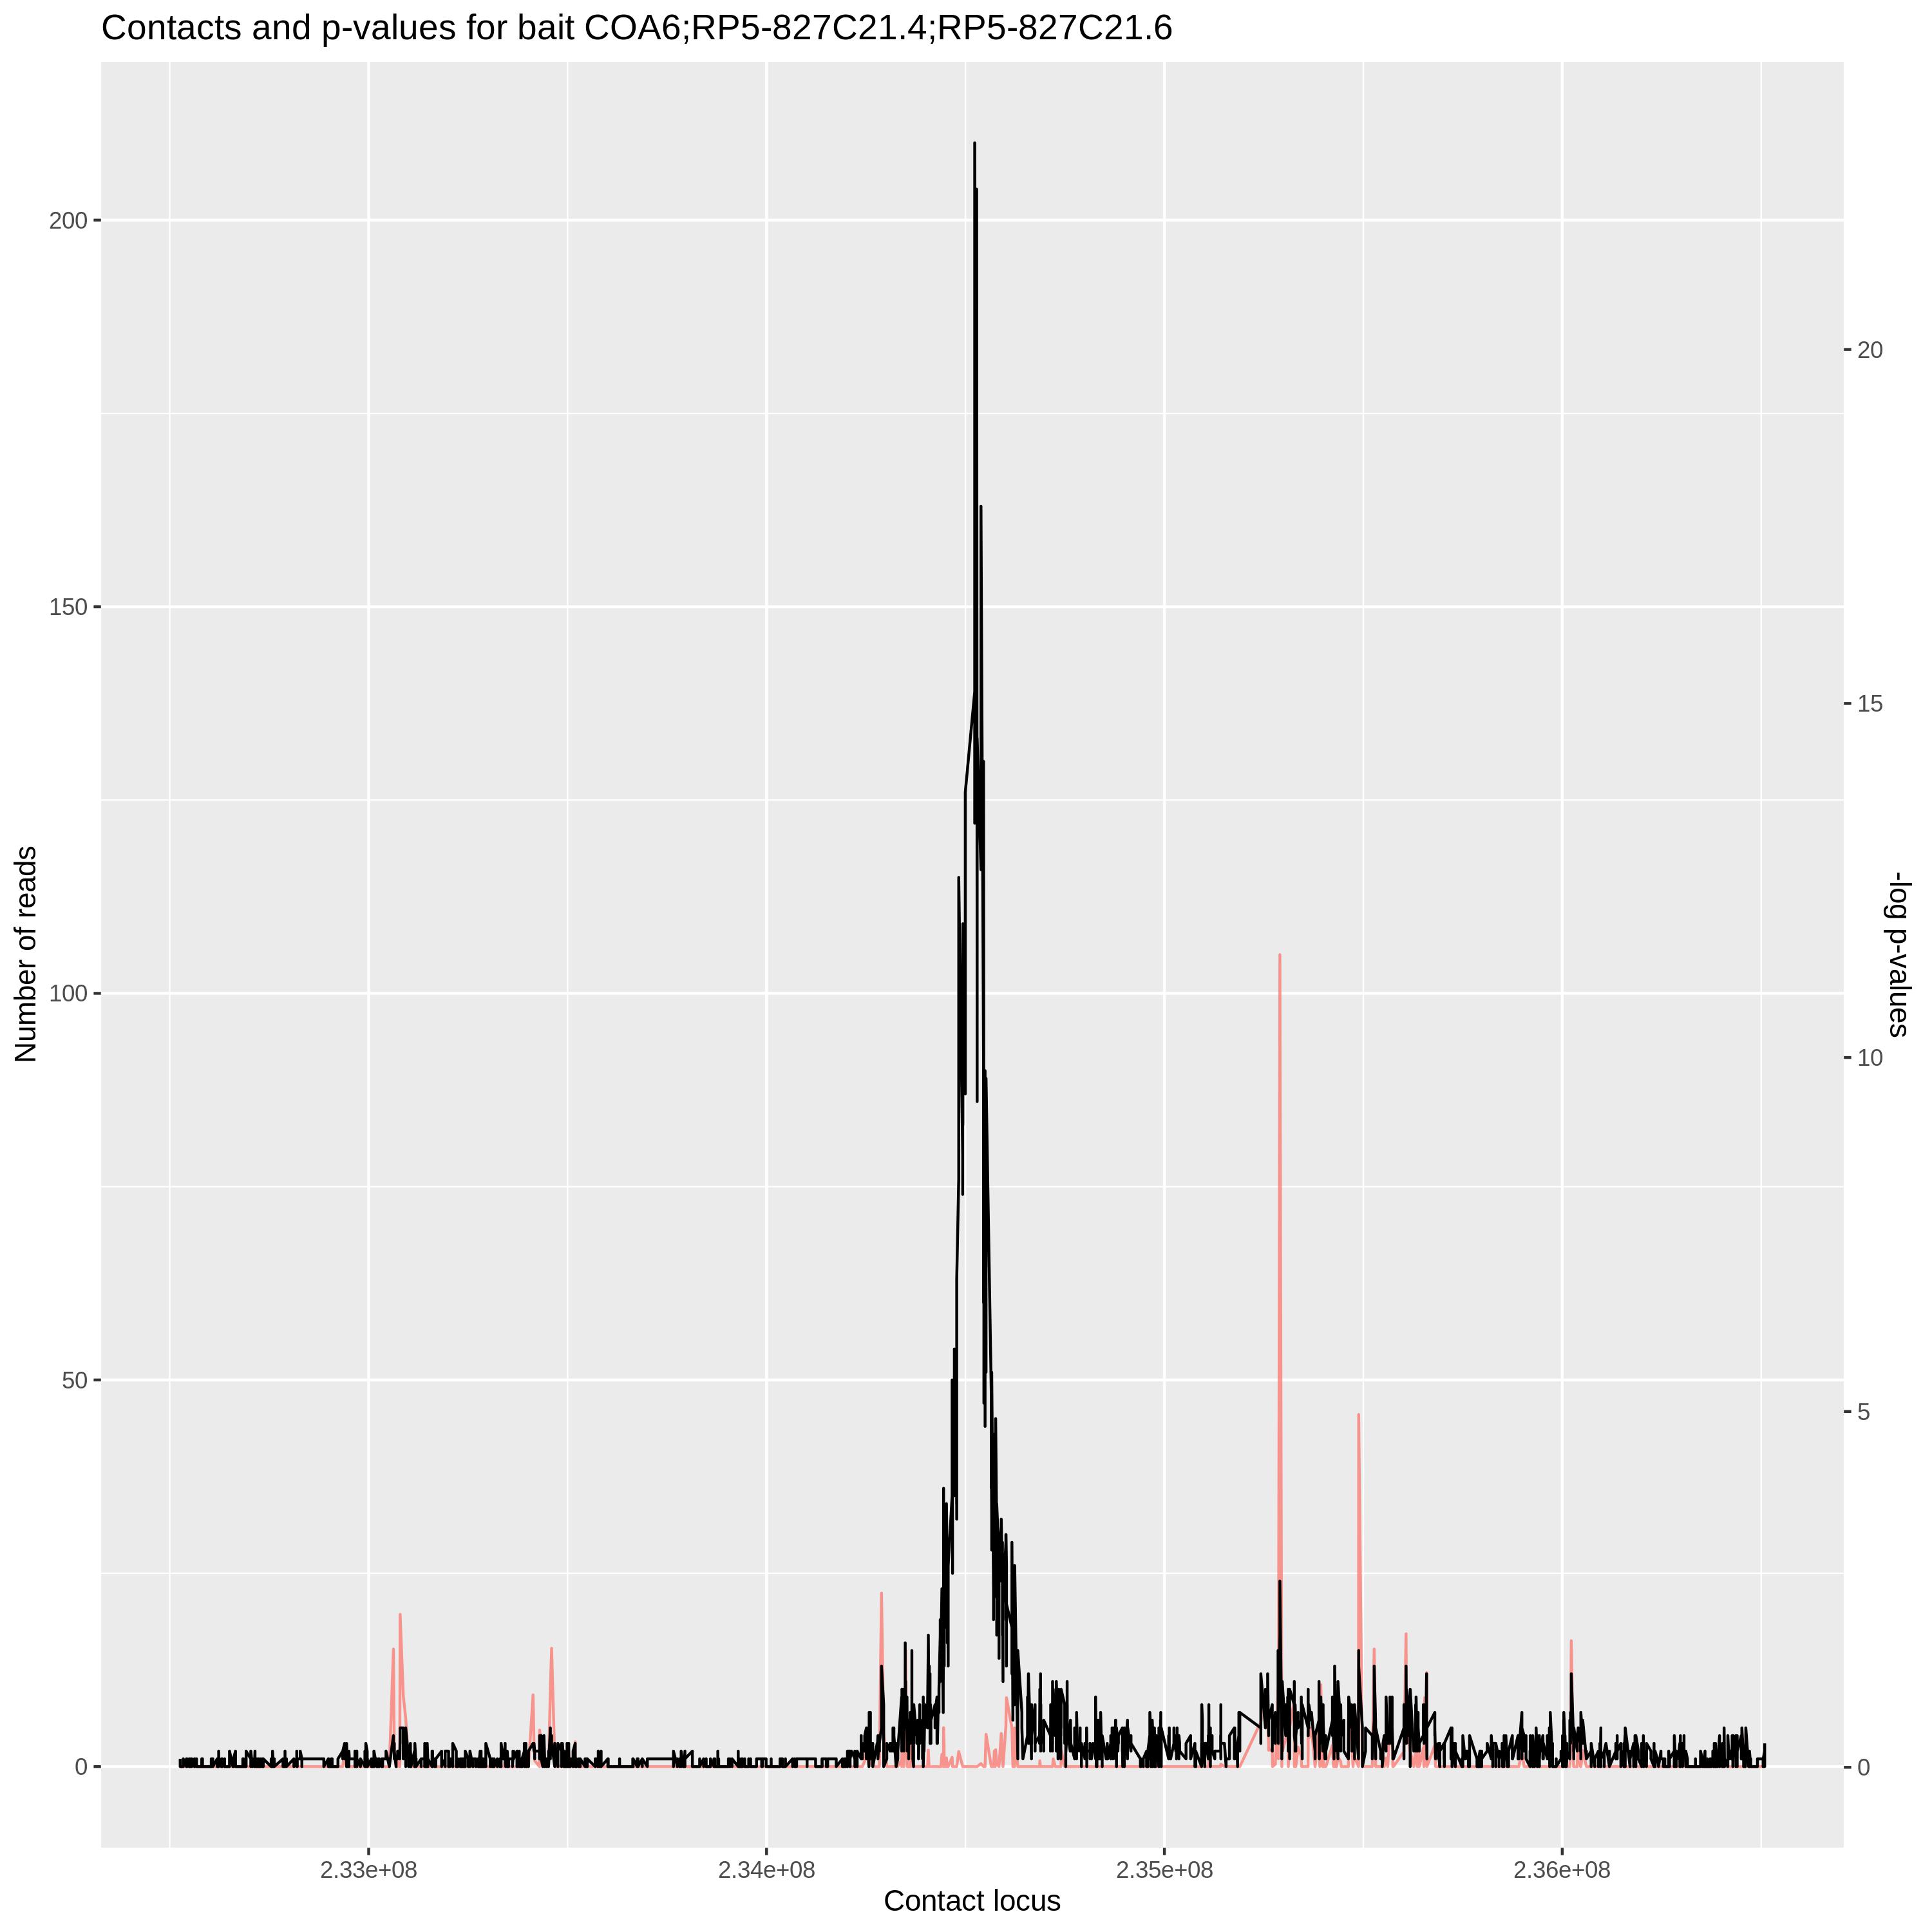 Contacts and p-values for bait COA6;RP5-827C21.4;RP5-827C21.6
200
150
100
50
0
Number of reads
20
15
10
5
0
-log p-values
2.33e+08
2.34e+08
2.35e+08
2.36e+08
Contact locus